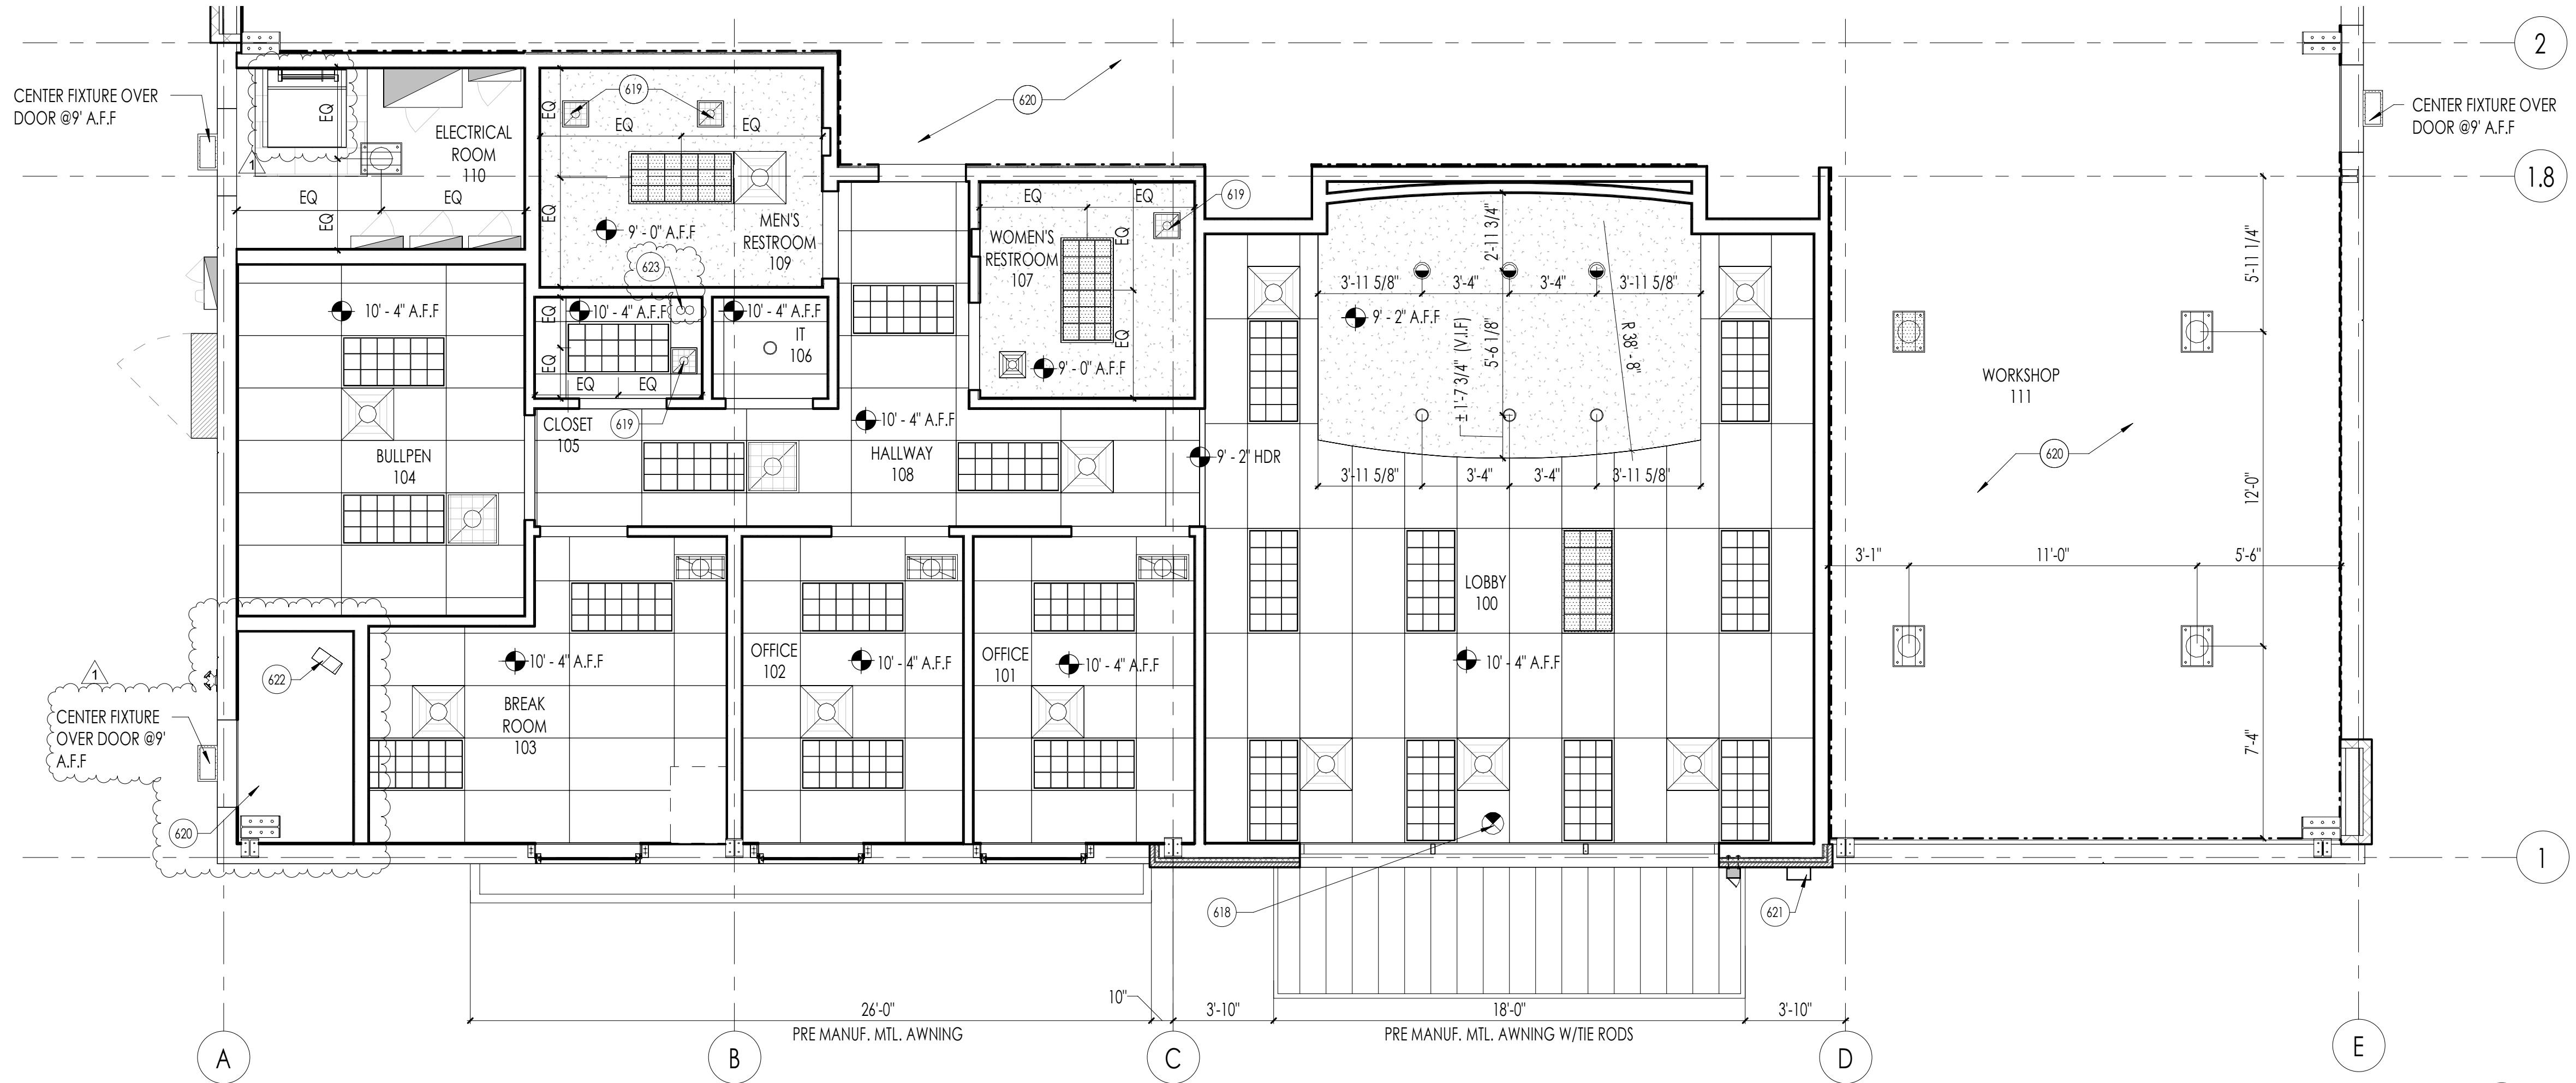 2
CENTER FIXTURE OVER
DOOR @9' A.F.F
EQ
ELECTRICAL
ROOM
110
1
EQ
EQ
EQ
EQ
619
EQ
EQ
EQ
9' - 0" A.F.F
MEN'S
RESTROOM
109
620
CENTER FIXTURE OVER
DOOR @9' A.F.F
1.8
EQ
EQ
619
WOMEN'S
RESTROOM
107
EQ
EQ
9' - 0" A.F.F
623
10' - 4" A.F.F
EQ
EQ
EQ
EQ
10' - 4" A.F.F
IT
106
10' - 4" A.F.F
BULLPEN
104
CLOSET
105
619
10' - 4" A.F.F
HALLWAY
108
9' - 2" HDR
2'-11 3/4"
3'-11 5/8"
3'-4"
3'-4"
3'-11 5/8"
9' - 2" A.F.F
±1'-7 3/4" (V.I.F)
5'-6 1/8"
R 38' - 8"
3'-11 5/8"
3'-4"
3'-4"
3'-11 5/8"
5'-11 1/4"
WORKSHOP
111
620
12'-0"
3'-1"
11'-0"
5'-6"
7'-4"
LOBBY
100
10' - 4" A.F.F
OFFICE
101
10' - 4" A.F.F
OFFICE
102
10' - 4" A.F.F
10' - 4" A.F.F
BREAK
ROOM
103
622
1
CENTER FIXTURE
OVER DOOR @9'
A.F.F
620
1
618
621
26'-0"
PRE MANUF. MTL. AWNING
10"
3'-10"
18'-0"
PRE MANUF. MTL. AWNING W/TIE RODS
3'-10"
A
B
C
D
E